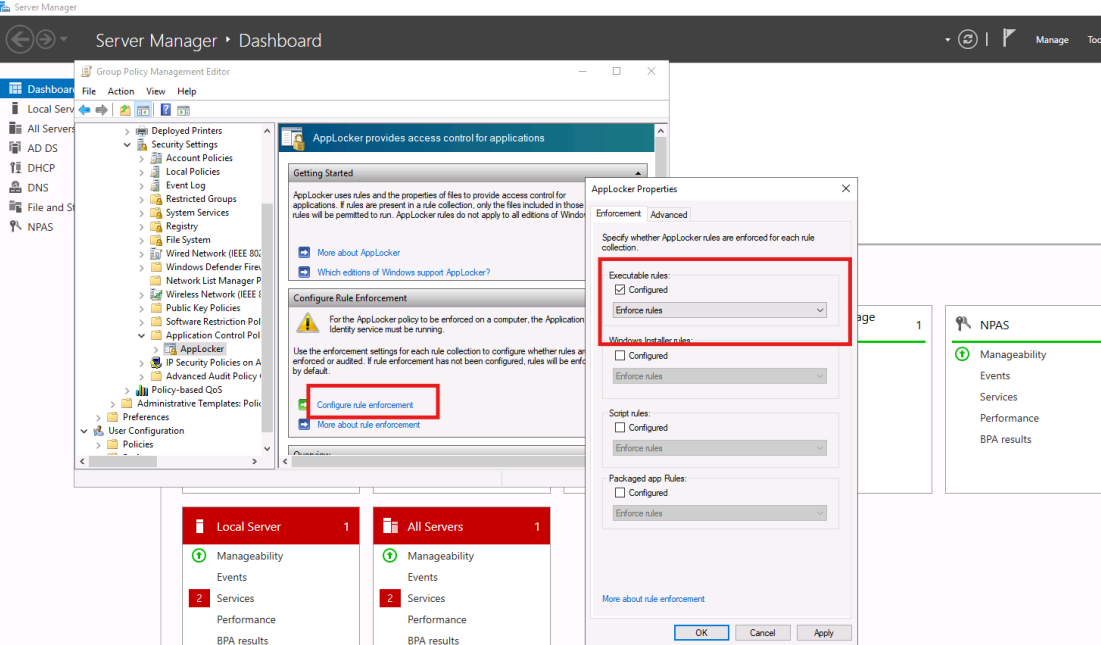 Server Manager
Server Manager • Dashboard
Manage
Dashboar
Local Serv
All Servers
AD DS
DHCP
DNS
File and St
NPAS
Group Policy Management Editor
File Action View Help
Deployed Printers
Security Settings
Account Policies
Local Policies
Event Log
Restricted Groups
System Services
Registry
File System
Wired Network (IEEE 802
Windows Defender Firew
Network List Manager P
Wireless Network (IEEE 8
Public Key Policies
Software Restriction Pol
Application Control Pol
AppLocker
IP Security Policies on A
Advanced Audit Policy
Policy-based QoS
Administrative Templates: Polic
Preferences
User Configuration
Policies
AppLocker provides access control for applications
Getting Started
AppLocker uses rules and the properties of files to provide access control for
applications. If rules are present in a rule collection, only the files included in those
rules will be permitted to run. AppLocker rules do not apply to all editions of Window
More about AppLocker
Which editions of Windows support AppLocker?
Configure Rule Enforcement
For the AppLocker policy to be enforced on a computer, the Application
Identity service must be running.
Use the enforcement settings for each rule collection to configure whether rules are
enforced or audited. If rule enforcement has not been configured, rules will be enfo
by default.
Configure rule enforcement
More about rule enforcement
Overview
AppLocker Properties
Enforcement Advanced
Specify whether AppLocker rules are enforced for each rule
collection.
Executable rules:
Configured
Enforce rules
Windows Installer rules:
Configured
Enforce rules
Script rules:
Configured
Enforce rules
Packaged app Rules:
Configured
Enforce rules
More about rule enforcement
OK Cancel Apply
age 1
NPAS
Manageability
Events
Services
Performance
BPA results
Local Server 1
Manageability
Events
2 Services
Performance
BPA results
All Servers 1
Manageability
Events
2 Services
Performance
BPA results